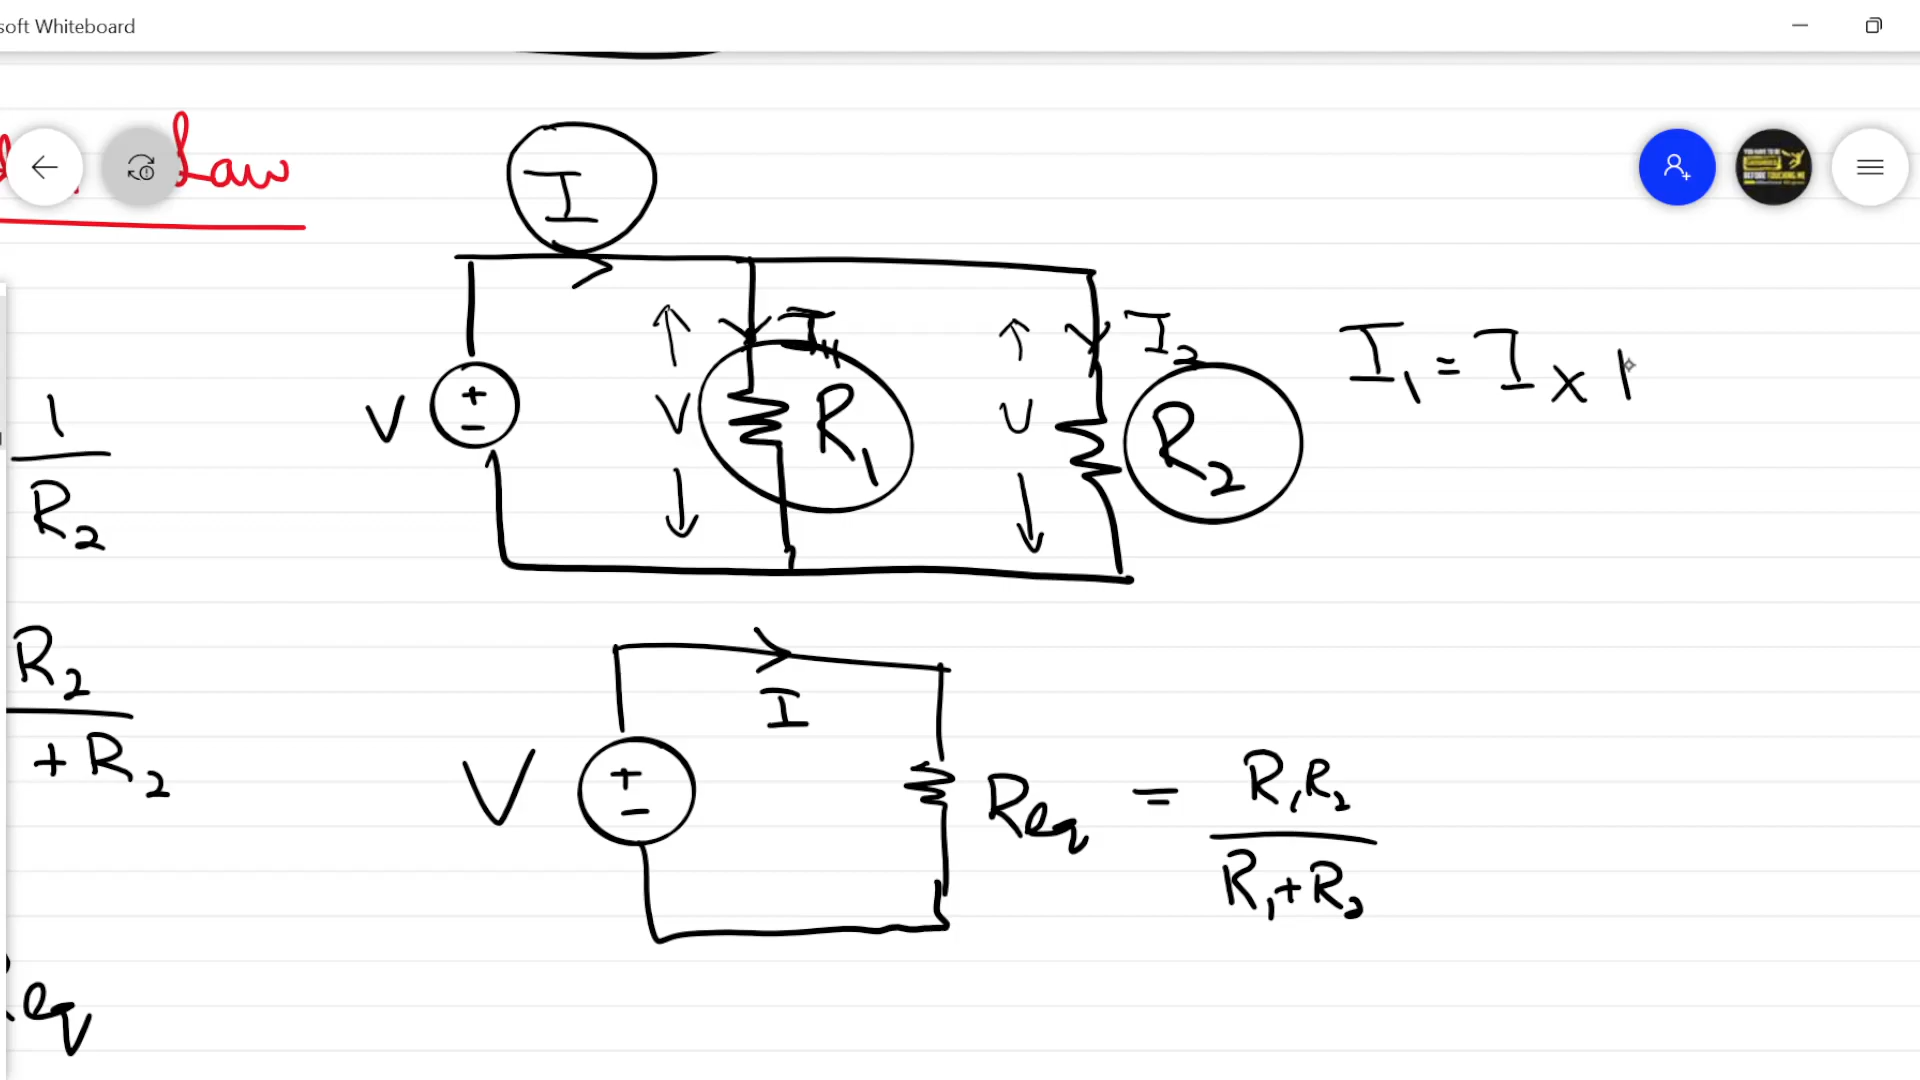 soft Whiteboard
Law
I
I₁
I₂
I₁ = I ×
V
+
−
V
R₁
V
R₂
1
R₂
R₂
+ R₂
I
V
+
−
Req = R₁R₂
R₁+R₂
eq